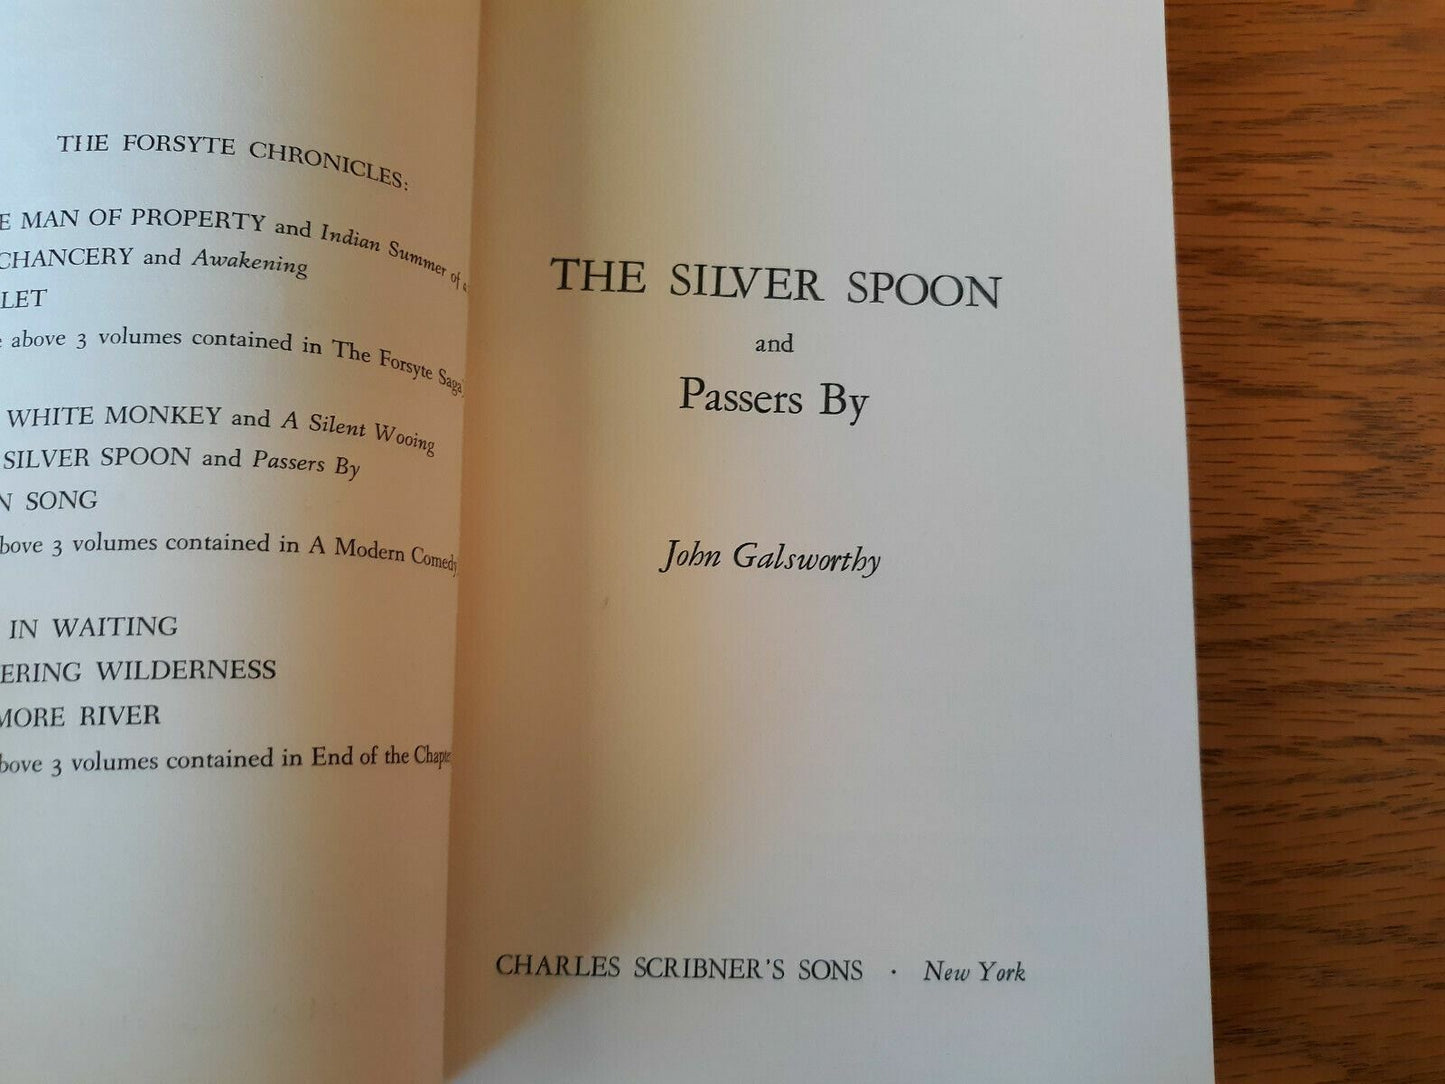 THE FORSYTE CHRONICLES:
E MAN OF PROPERTY and Indian Summer of a
CHANCERY and Awakening
LET
e above 3 volumes contained in The Forsyte Saga)
WHITE MONKEY and A Silent Wooing
SILVER SPOON and Passers By
N SONG
bove 3 volumes contained in A Modern Comedy)
IN WAITING
ERING WILDERNESS
MORE RIVER
bove 3 volumes contained in End of the Chapte
THE SILVER SPOON
and
Passers By
John Galsworthy
CHARLES SCRIBNER'S SONS · New York